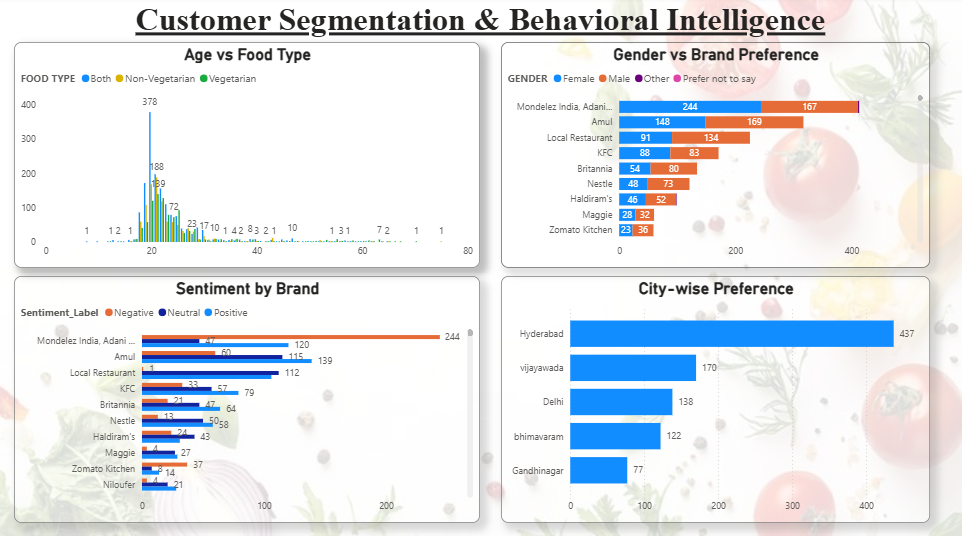 Customer Segmentation & Behavioral Intelligence
Age vs Food Type
FOOD TYPE Both Non-Vegetarian Vegetarian
400
300
200
100
0
378
188
159
72
23
17
10
1
1 2
1
1
4 2
8 3
2
1
10
1
3 1
7 2
1
1
0 20 40 60 80
Gender vs Brand Preference
GENDER Female Male Other Prefer not to say
Mondelez India, Adani... 244 167
Amul 148 169
Local Restaurant 91 134
KFC 88 83
Britannia 54 80
Nestle 48 73
Haldiram's 46 52
Maggie 28 32
Zomato Kitchen 23 36
0 200 400
Sentiment by Brand
Sentiment_Label Negative Neutral Positive
Mondelez India, Adani ... 244 47 120
Amul 60 115 139
Local Restaurant 1 112
KFC 33 57 79
Britannia 21 47 64
Nestle 13 50 58
Haldiram's 24 43
Maggie 4 27
Zomato Kitchen 37 8 14
Niloufer 4 21
0 100 200
City-wise Preference
Hyderabad 437
vijayawada 170
Delhi 138
bhimavaram 122
Gandhinagar 77
0 100 200 300 400